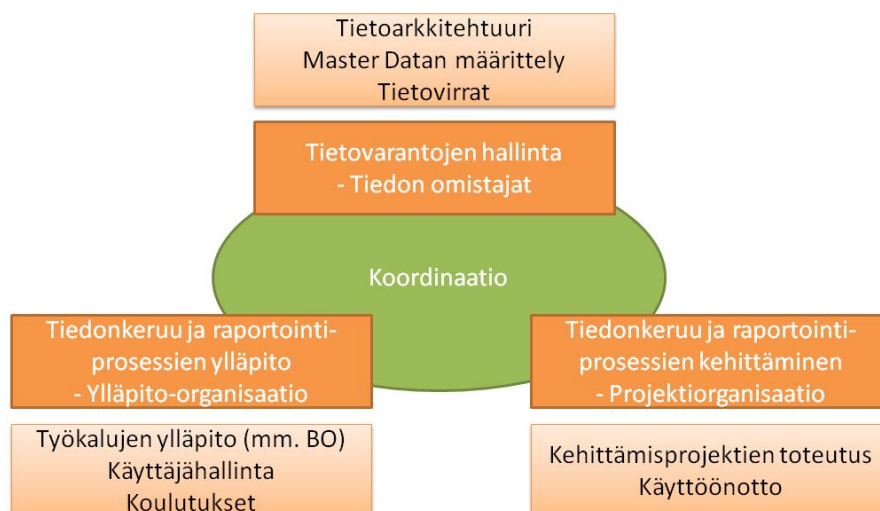 Tietoarkkitehtuuri
Master Datan määrittely
Tietovirrat
Tietovarantojen hallinta
- Tiedon omistajat
Koordinaatio
Tiedonkeruu ja raportointi-
prosessien ylläpito
- Ylläpito-organisaatio
Tiedonkeruu ja raportointi-
prosessien kehittäminen
- Projektiorganisaatio
Työkalujen ylläpito (mm. BO)
Käyttäjähallinta
Koulutukset
Kehittämisprojektien toteutus
Käyttöönotto